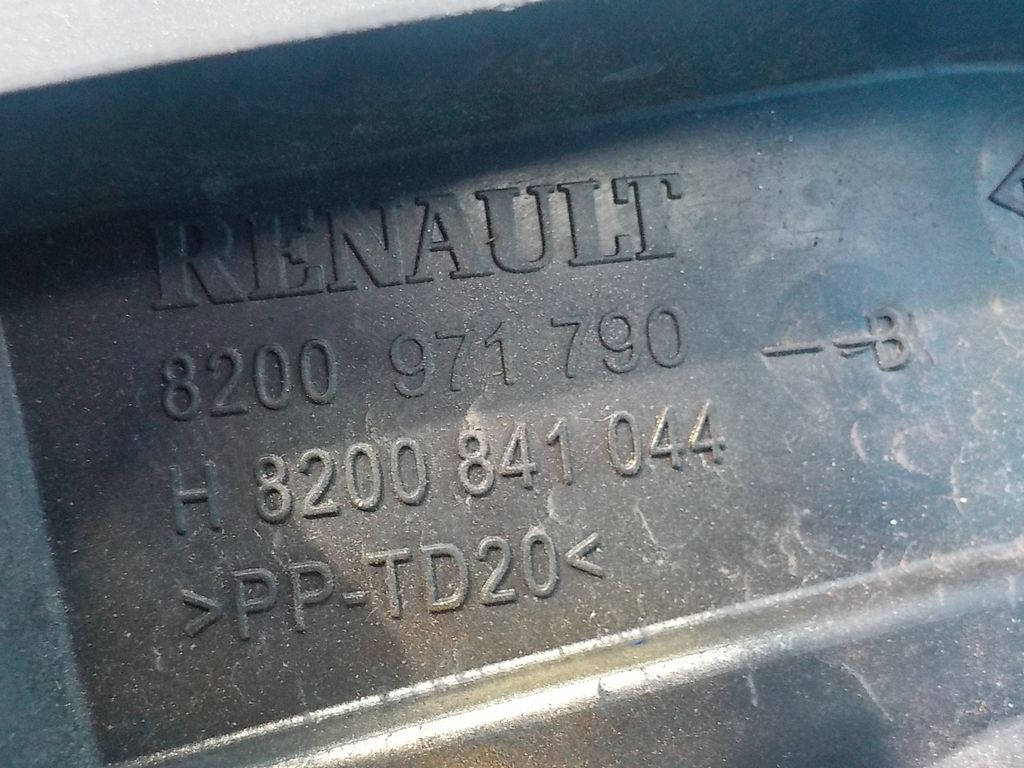 RENAULT
8200 971 790 --B
H 8200 841 044
>PP-TD20<